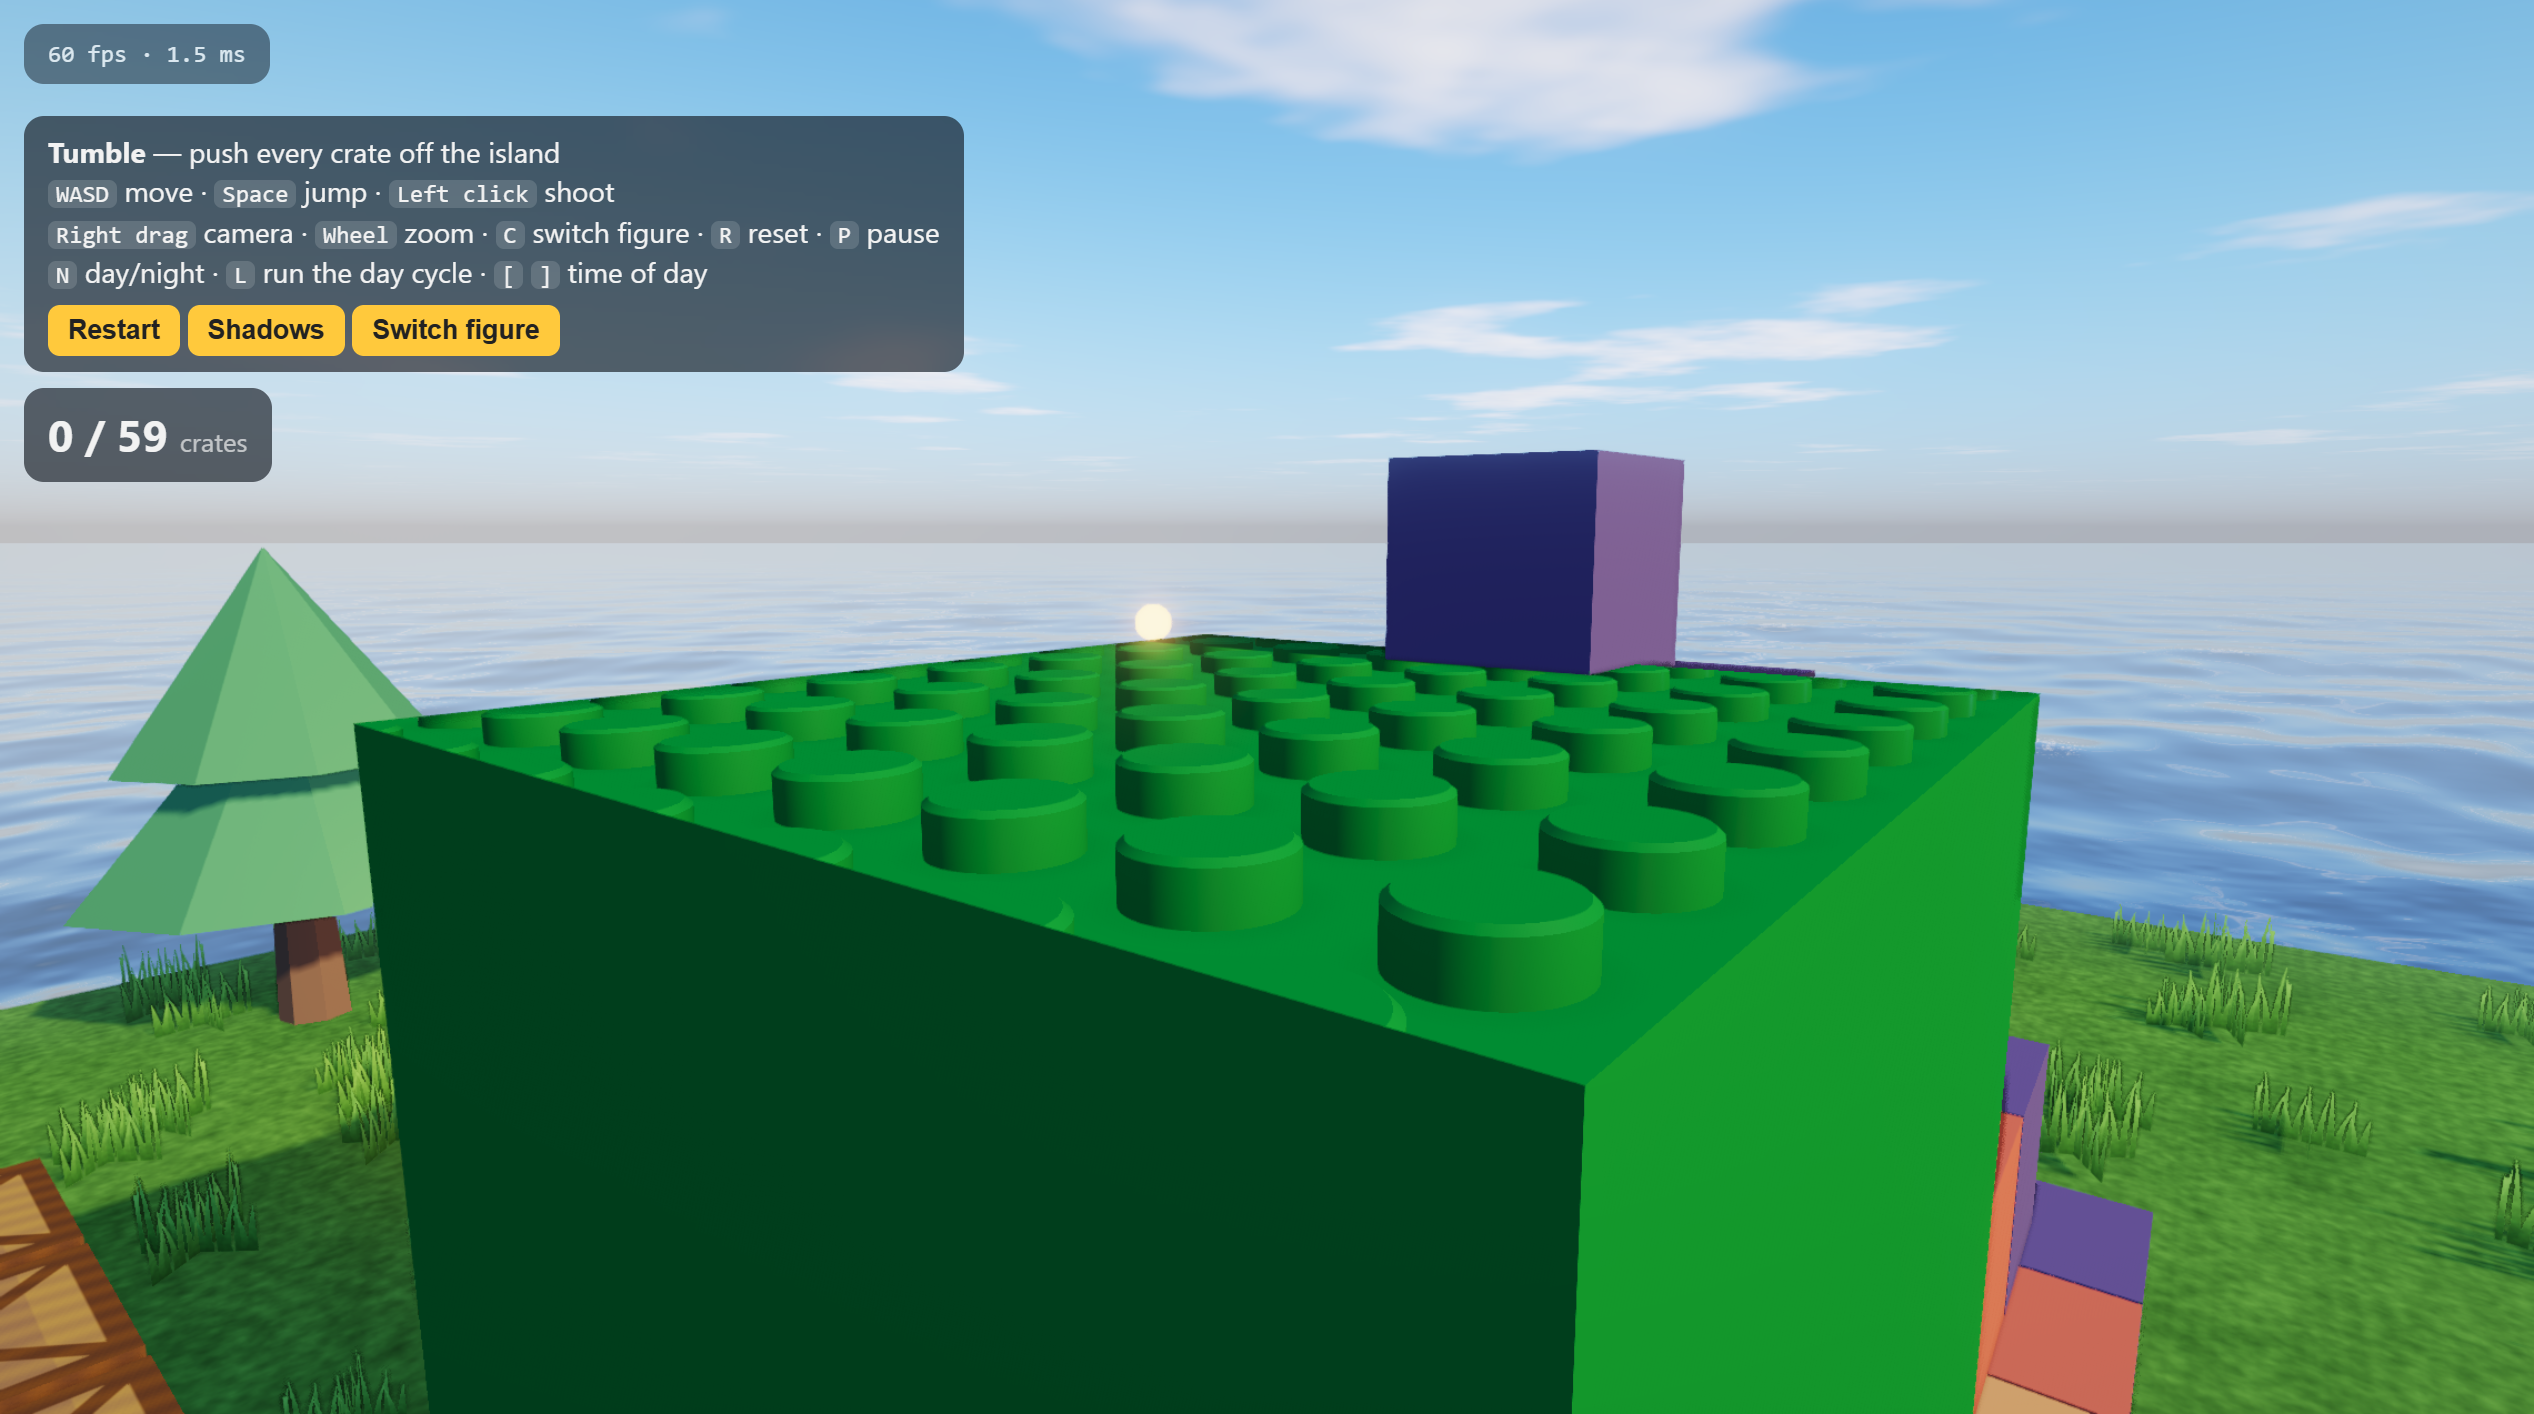 60 fps · 1.5 ms
Tumble — push every crate off the island
WASD move · Space jump · Left click shoot
Right drag camera · Wheel zoom · C switch figure · R reset · P pause
N day/night · L run the day cycle · [ ] time of day
Restart Shadows Switch figure
0 / 59 crates